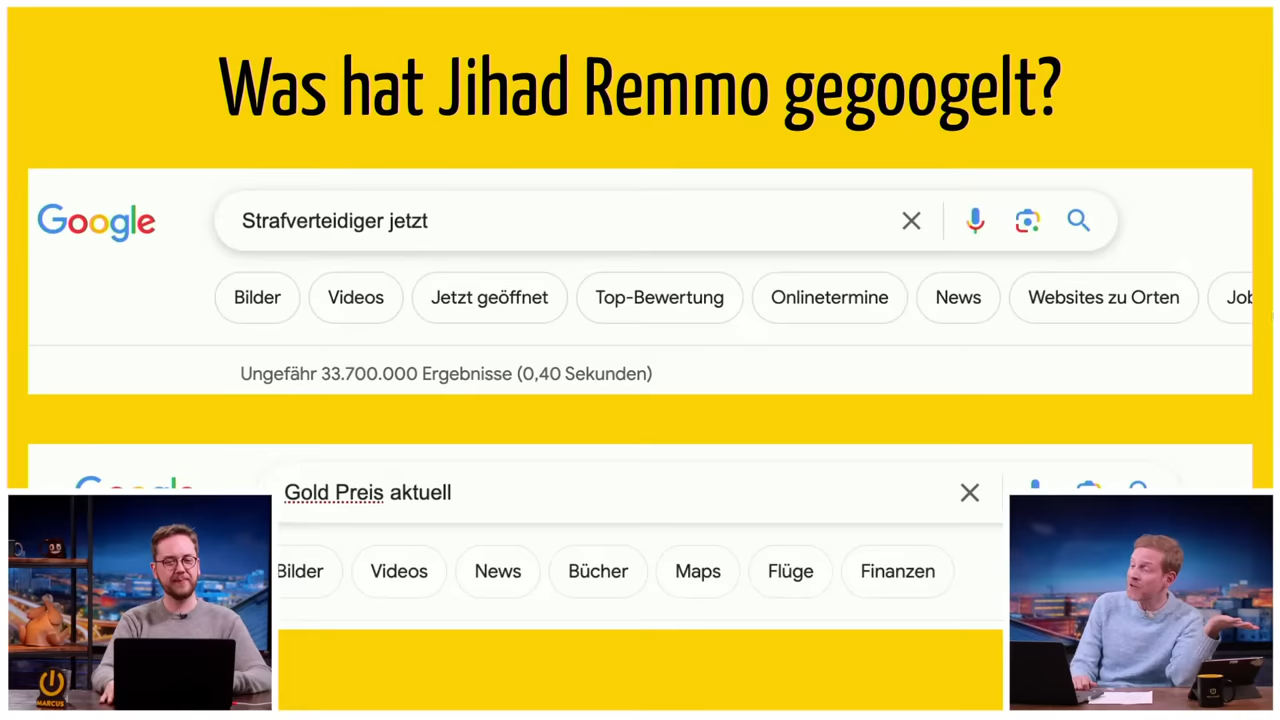 Was hat Jihad Remmo gegoogelt?
Google
Strafverteidiger jetzt
Bilder
Videos
Jetzt geöffnet
Top-Bewertung
Onlinetermine
News
Websites zu Orten
Job
Ungefähr 33.700.000 Ergebnisse (0,40 Sekunden)
Google
Gold Preis aktuell
Bilder
Videos
News
Bücher
Maps
Flüge
Finanzen
MARCUS